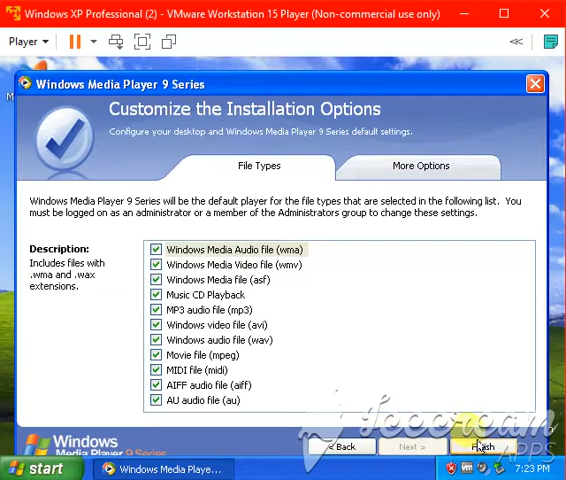 Windows XP Professional (2) - VMware Workstation 15 Player (Non-commercial use only)
Player
Windows Media Player 9 Series
Customize the Installation Options
Configure your desktop and Windows Media Player 9 Series default settings.
File Types
More Options
Windows Media Player 9 Series will be the default player for the file types that are selected in the following list. You
must be logged on as an administrator or a member of the Administrators group to change these settings.
Description:
Includes files with
.wma and .wax
extensions.
Windows Media Audio file (wma)
Windows Media Video file (wmv)
Windows Media file (asf)
Music CD Playback
MP3 audio file (mp3)
Windows video file (avi)
Windows audio file (wav)
Movie file (mpeg)
MIDI file (midi)
AIFF audio file (aiff)
AU audio file (au)
Icecream
APPS
Windows
Media Player 9 Series
< Back
Next >
Finish
start
Windows Media Playe...
7:23 PM